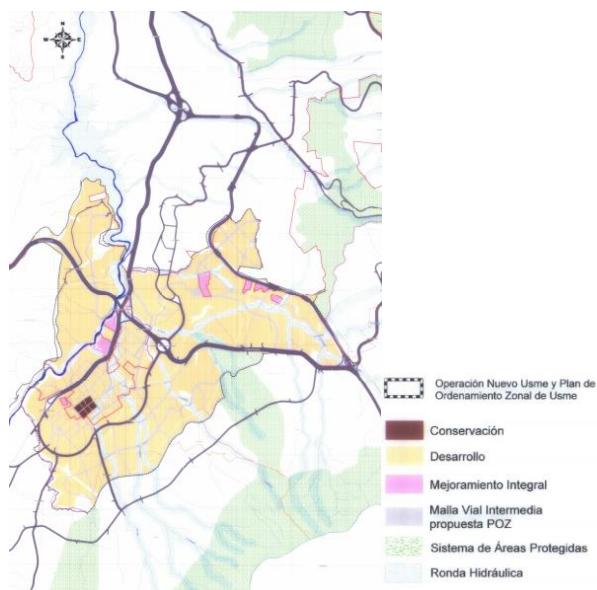 N
W E
S
Operación Nuevo Usme y Plan de
Ordenamiento Zonal de Usme
Conservación
Desarrollo
Mejoramiento Integral
Malla Vial Intermedia
propuesta POZ
Sistema de Áreas Protegidas
Ronda Hidráulica